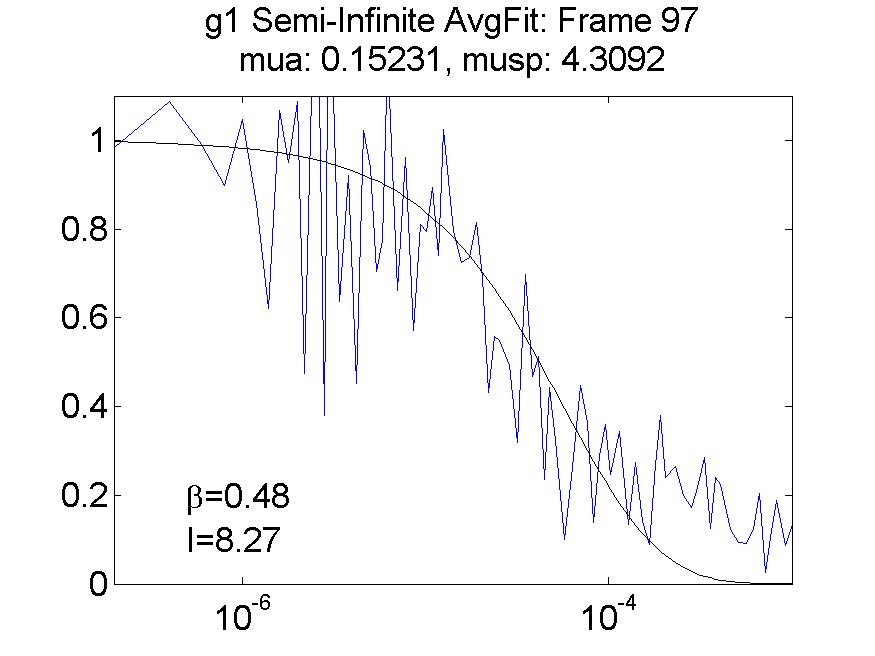 g1 Semi-Infinite AvgFit: Frame 97
mua: 0.15231, musp: 4.3092
1
0.8
0.6
0.4
0.2
0
β=0.48
I=8.27
10^-6
10^-4